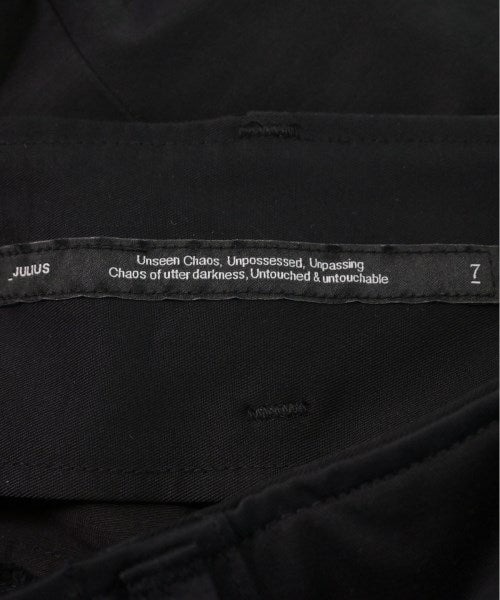 _JULIUS
Unseen Chaos, Unpossessed, Unpassing
Chaos of utter darkness, Untouched & untouchable
7